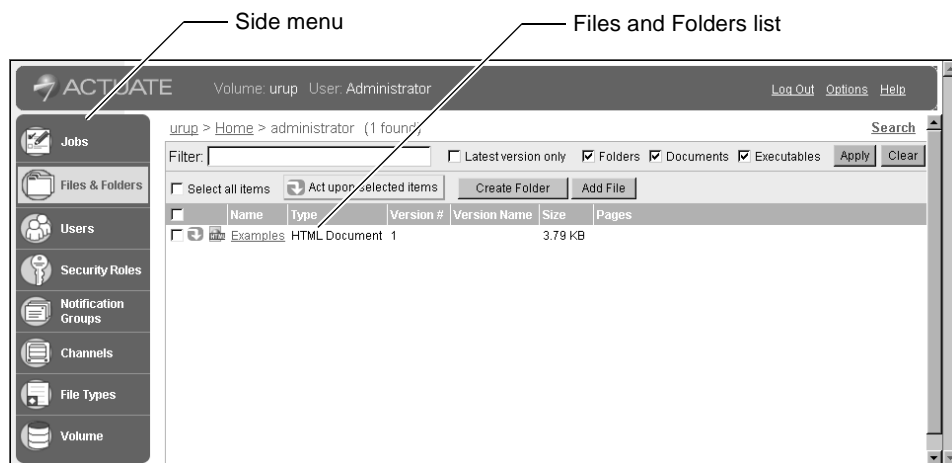 Side menu
Files and Folders list
ACTUATE
Volume: urup User: Administrator
Log Out Options Help
Jobs
Files & Folders
Users
Security Roles
Notification
Groups
Channels
File Types
Volume
urup > Home > administrator (1 found)
Search
Filter:
Latest version only Folders Documents Executables Apply Clear
Select all items Act upon selected items Create Folder Add File
Name Type Version # Version Name Size Pages
Examples HTML Document 1 3.79 KB